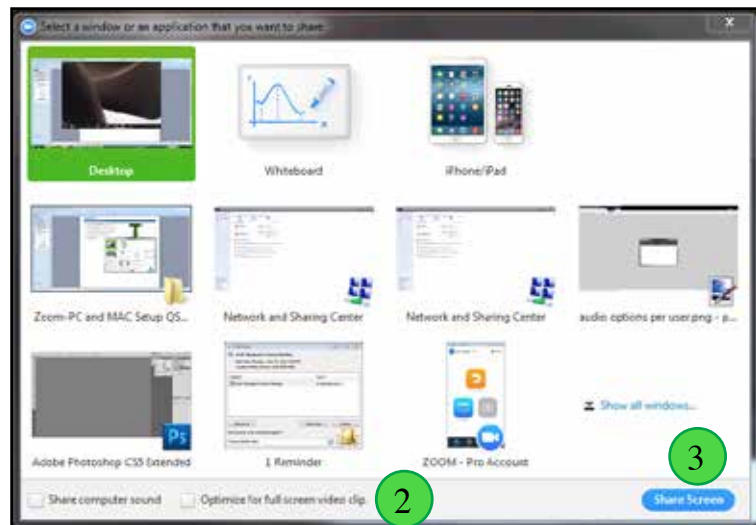 Select a window or an application that you want to share
Desktop
Whiteboard
iPhone/iPad
Zoom-PC and MAC Setup QS...
Network and Sharing Center
Network and Sharing Center
audio options per user.png - p...
Adobe Photoshop CS5 Extended
Ps
1 Reminder
ZOOM - Pro Account
Show all windows...
3
Share computer sound
Optimize for full screen video clip
2
Share Screen